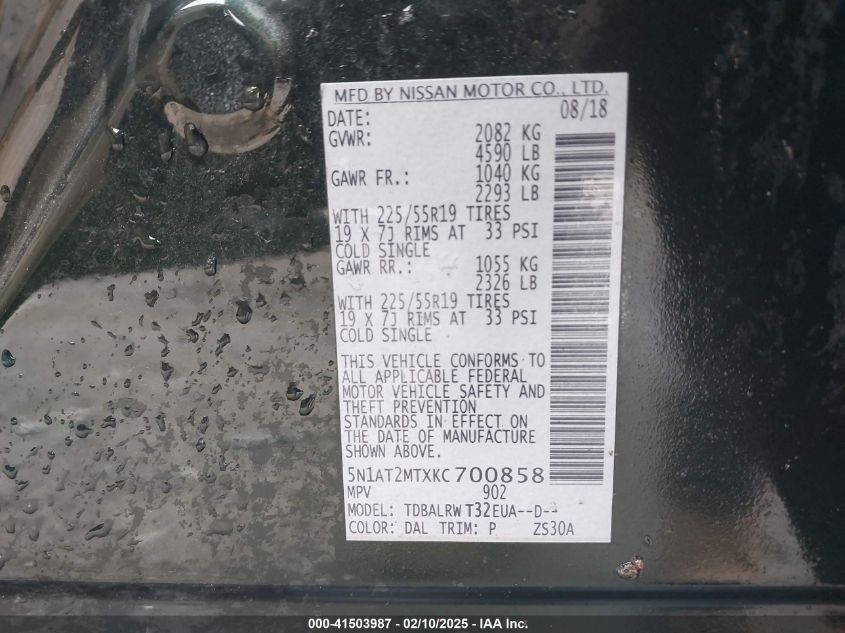 MFD BY NISSAN MOTOR CO., LTD.
DATE: 08/18
GVWR: 2082 KG
4590 LB
GAWR FR.: 1040 KG
2293 LB
WITH 225/55R19 TIRES
19 X 7J RIMS AT 33 PSI
COLD SINGLE
GAWR RR.: 1055 KG
2326 LB
WITH 225/55R19 TIRES
19 X 7J RIMS AT 33 PSI
COLD SINGLE
THIS VEHICLE CONFORMS TO
ALL APPLICABLE FEDERAL
MOTOR VEHICLE SAFETY AND
THEFT PREVENTION
STANDARDS IN EFFECT ON
THE DATE OF MANUFACTURE
SHOWN ABOVE.
5N1AT2MTXKC700858
MPV 902
MODEL: TDBALRWT32EUA--D--
COLOR: DAL TRIM: P ZS30A
000-41503987 - 02/10/2025 - IAA Inc.